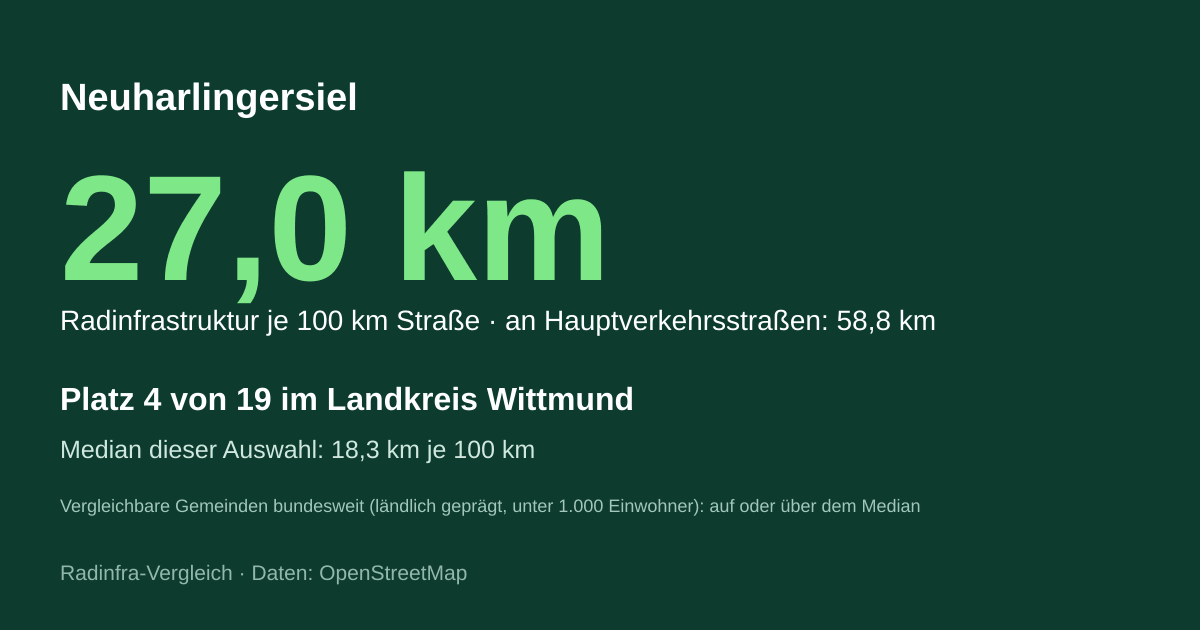 Neuharlingersiel
27,0 km
Radinfrastruktur je 100 km Straße · an Hauptverkehrsstraßen: 58,8 km
Platz 4 von 19 im Landkreis Wittmund
Median dieser Auswahl: 18,3 km je 100 km
Vergleichbare Gemeinden bundesweit (ländlich geprägt, unter 1.000 Einwohner): auf oder über dem Median
Radinfra-Vergleich · Daten: OpenStreetMap